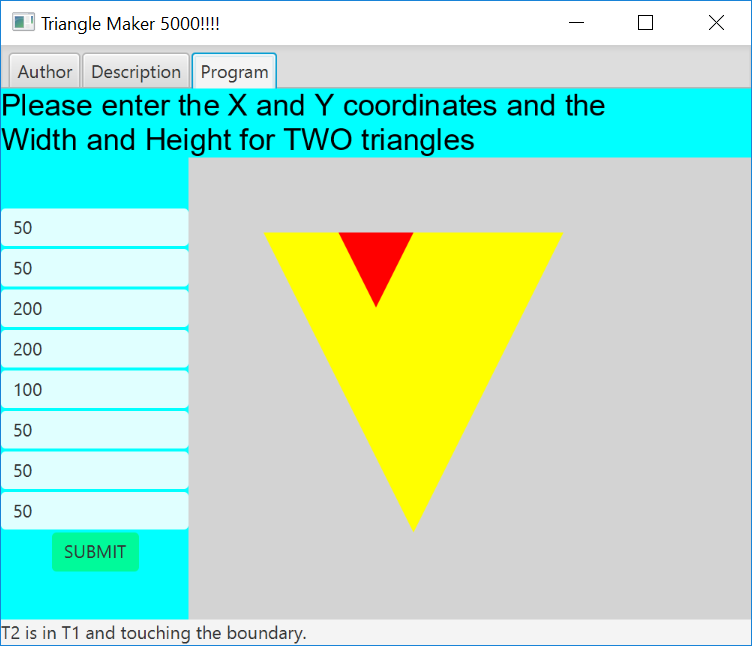 Triangle Maker 5000!!!!
Author Description Program
Please enter the X and Y coordinates and the
Width and Height for TWO triangles
50
50
200
200
100
50
50
50
SUBMIT
T2 is in T1 and touching the boundary.